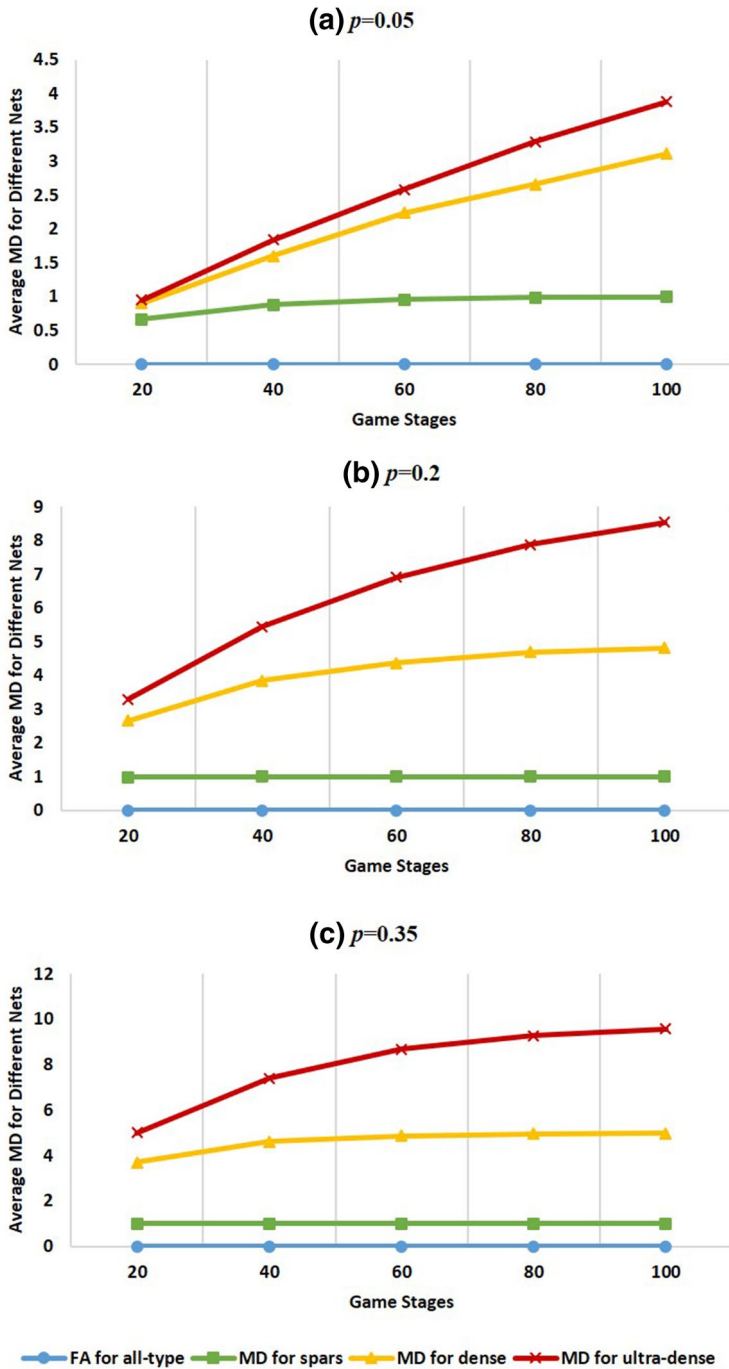 (a) p=0.05
4.5
4
3.5
3
2.5
2
1.5
1
0.5
0
Average MD for Different Nets
20 40 60 80 100
Game Stages
(b) p=0.2
9
8
7
6
5
4
3
2
1
0
Average MD for Different Nets
20 40 60 80 100
Game Stages
(c) p=0.35
12
10
8
6
4
2
0
Average MD for Different Nets
20 40 60 80 100
Game Stages
FA for all-type MD for spars MD for dense MD for ultra-dense